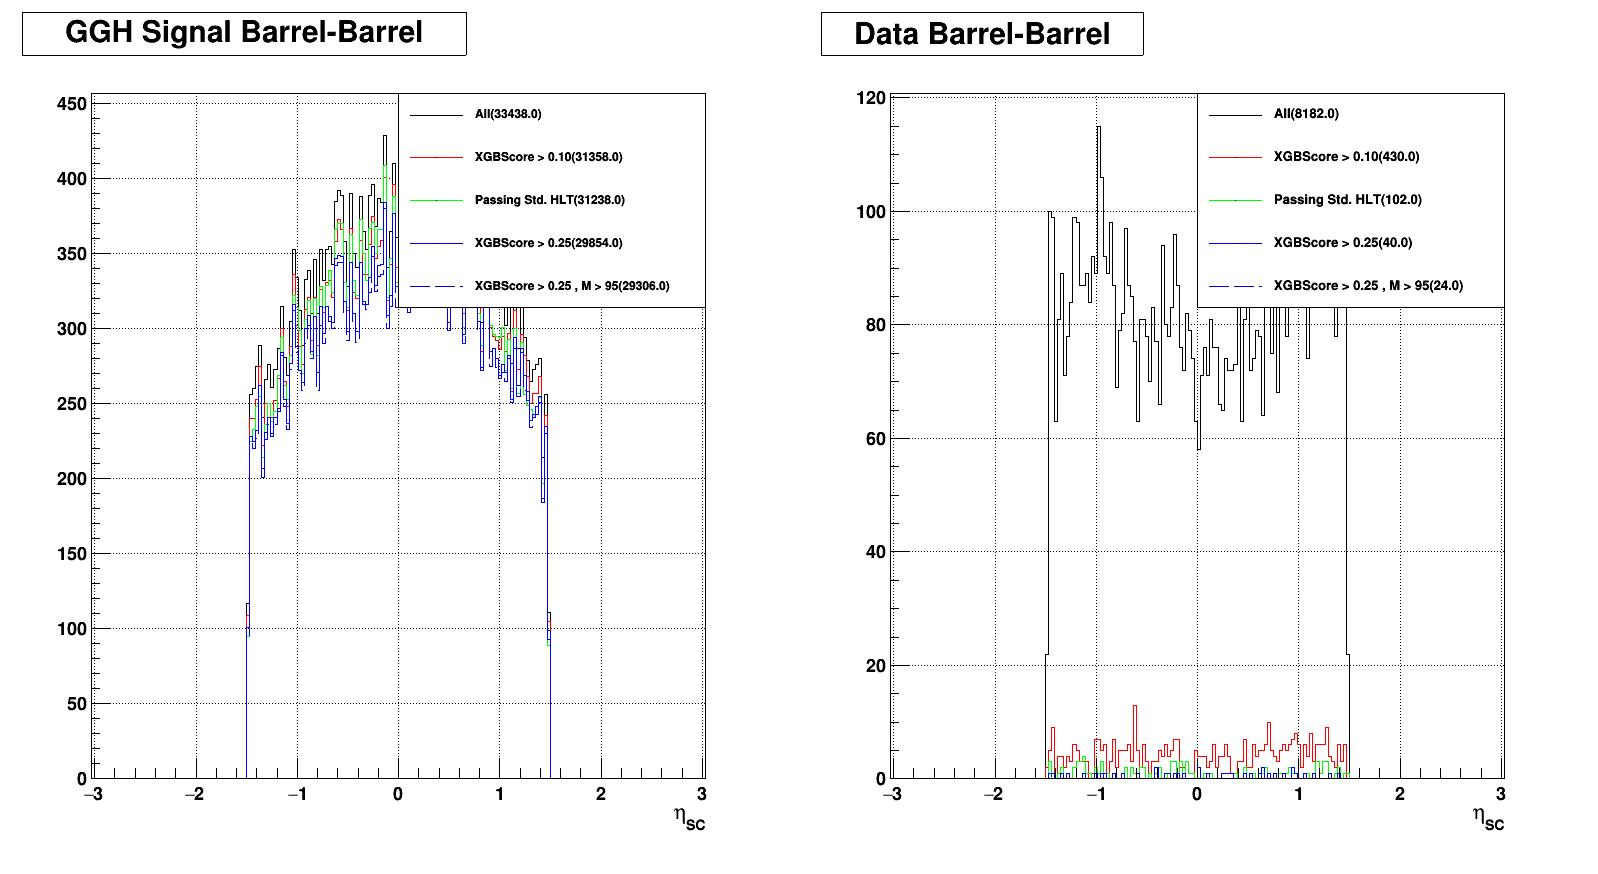 GGH Signal Barrel-Barrel
450
400
350
300
250
200
150
100
50
0
−3
−2
−1
0
1
2
3
ηSC
All(33438.0)
XGBScore > 0.10(31358.0)
Passing Std. HLT(31238.0)
XGBScore > 0.25(29854.0)
XGBScore > 0.25 , M > 95(29306.0)
Data Barrel-Barrel
120
100
80
60
40
20
0
−3
−2
−1
0
1
2
3
ηSC
All(8182.0)
XGBScore > 0.10(430.0)
Passing Std. HLT(102.0)
XGBScore > 0.25(40.0)
XGBScore > 0.25 , M > 95(24.0)